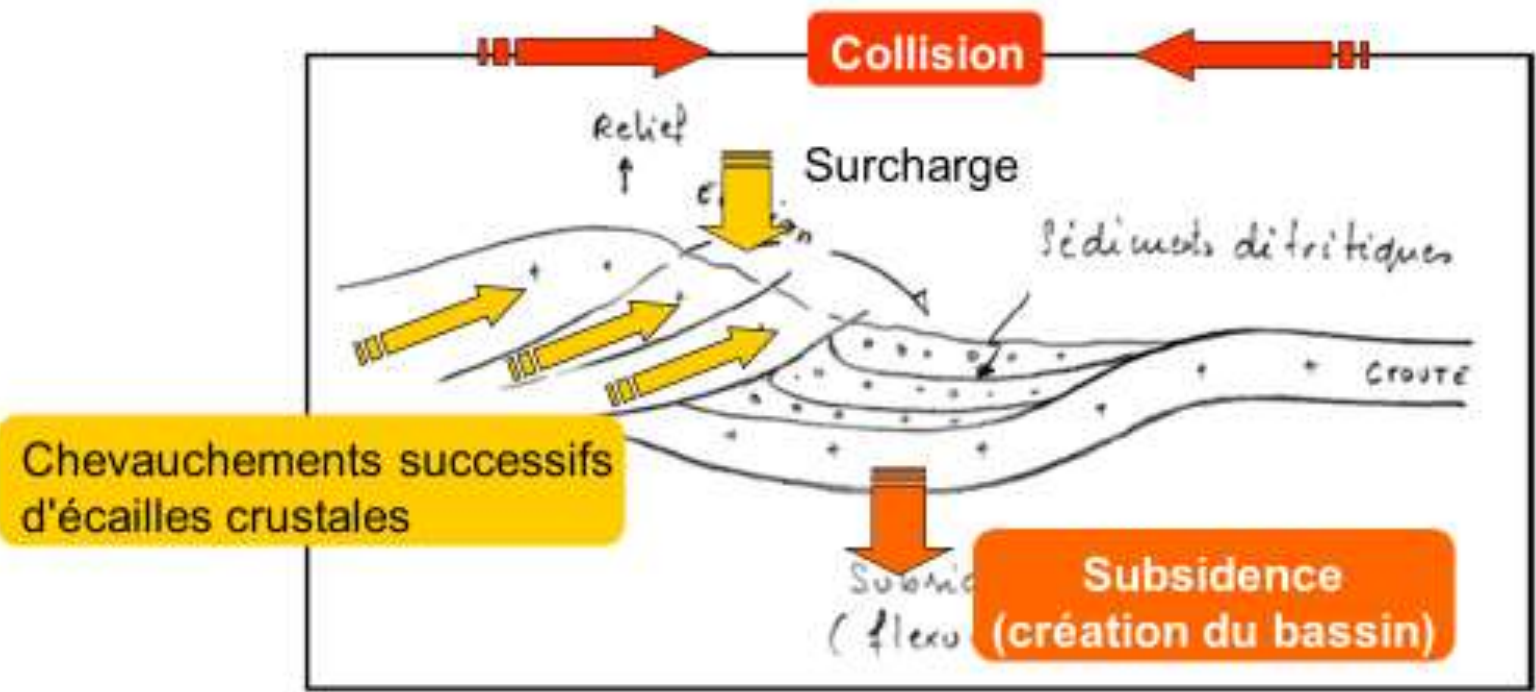 Collision
Relief
Surcharge
Sédiments détritiques
CROUTE
Chevauchements successifs
d'écailles crustales
Subsidence
(création du bassin)